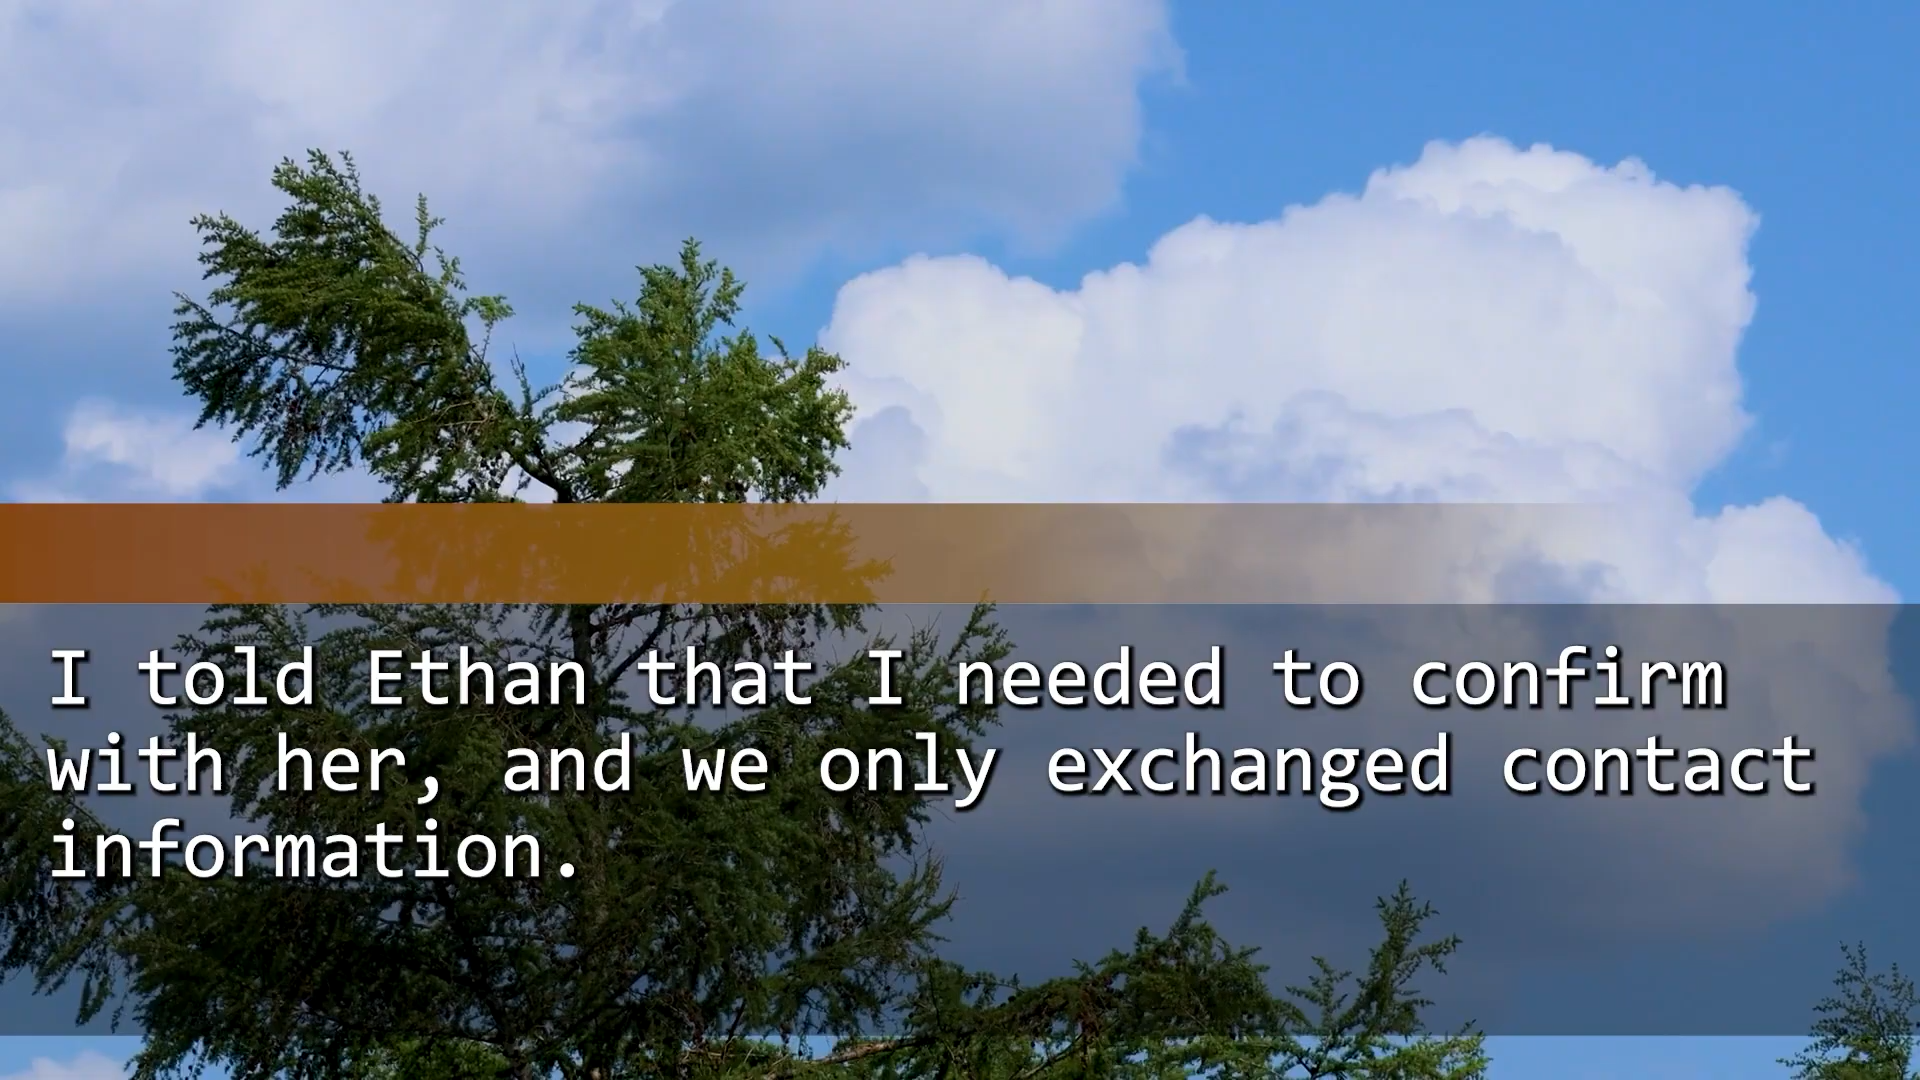 I told Ethan that I needed to confirm
with her, and we only exchanged contact
information.